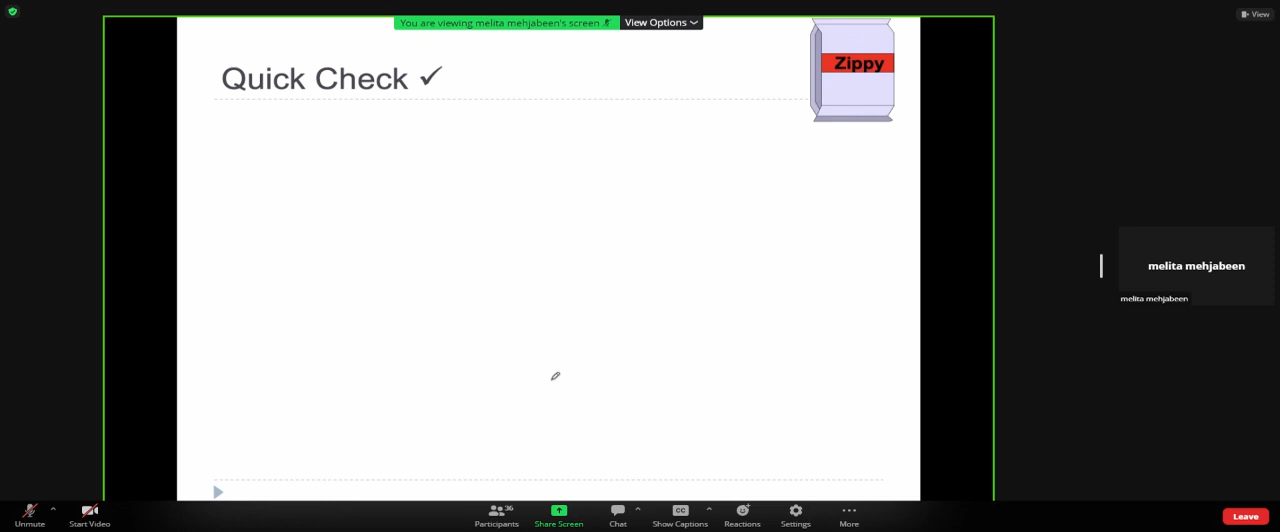 You are viewing melita mehjabeen's screen
View Options
View
Quick Check ✓
Zippy
melita mehjabeen
melita mehjabeen
Unmute
Start Video
36
Participants
Share Screen
Chat
CC
Show Captions
Reactions
Settings
More
Leave